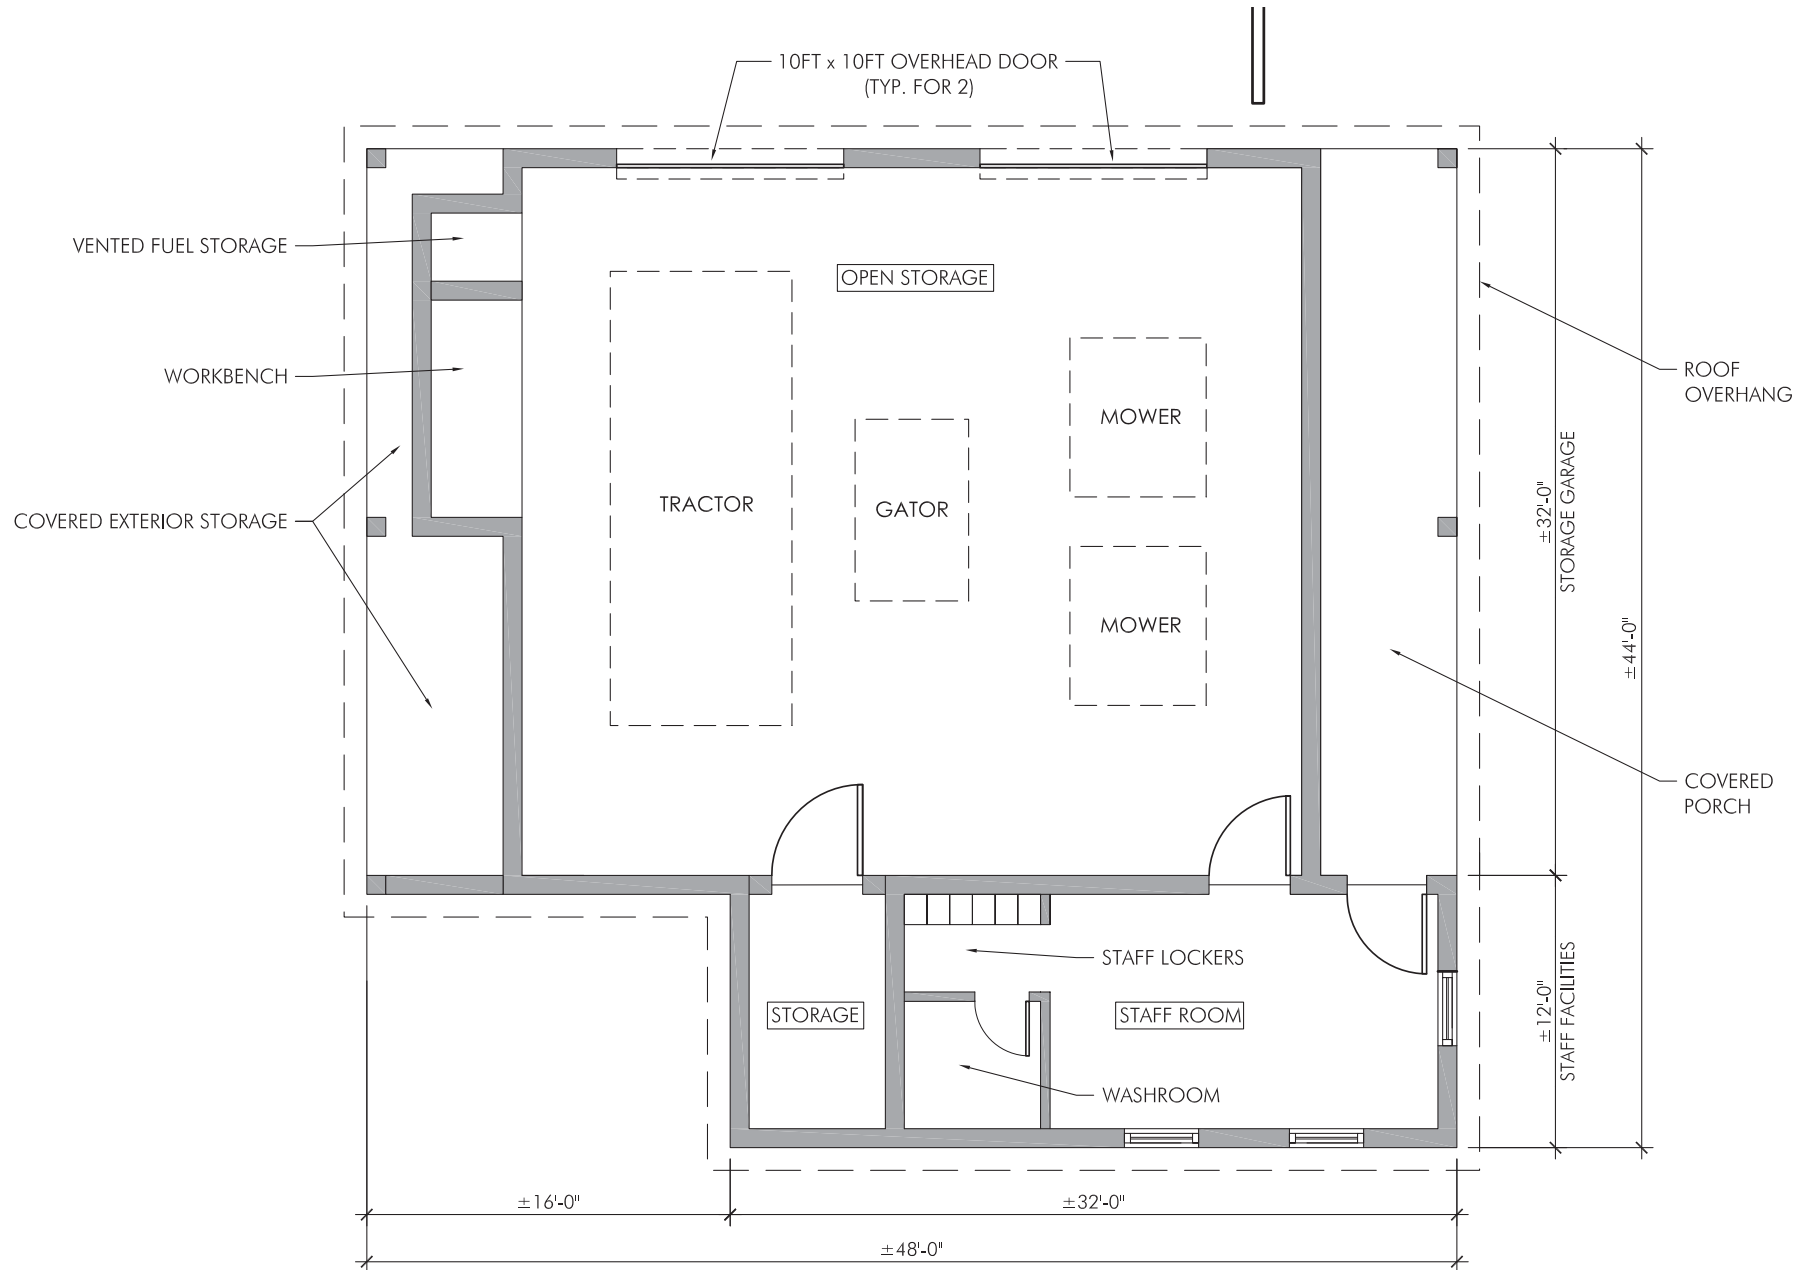 10FT x 10FT OVERHEAD DOOR
(TYP. FOR 2)
VENTED FUEL STORAGE
OPEN STORAGE
WORKBENCH
ROOF
OVERHANG
MOWER
TRACTOR
GATOR
COVERED EXTERIOR STORAGE
±32'-0"
STORAGE GARAGE
MOWER
±44'-0"
COVERED
PORCH
STAFF LOCKERS
STORAGE
STAFF ROOM
±12'-0"
STAFF FACILITIES
WASHROOM
±16'-0"
±32'-0"
±48'-0"